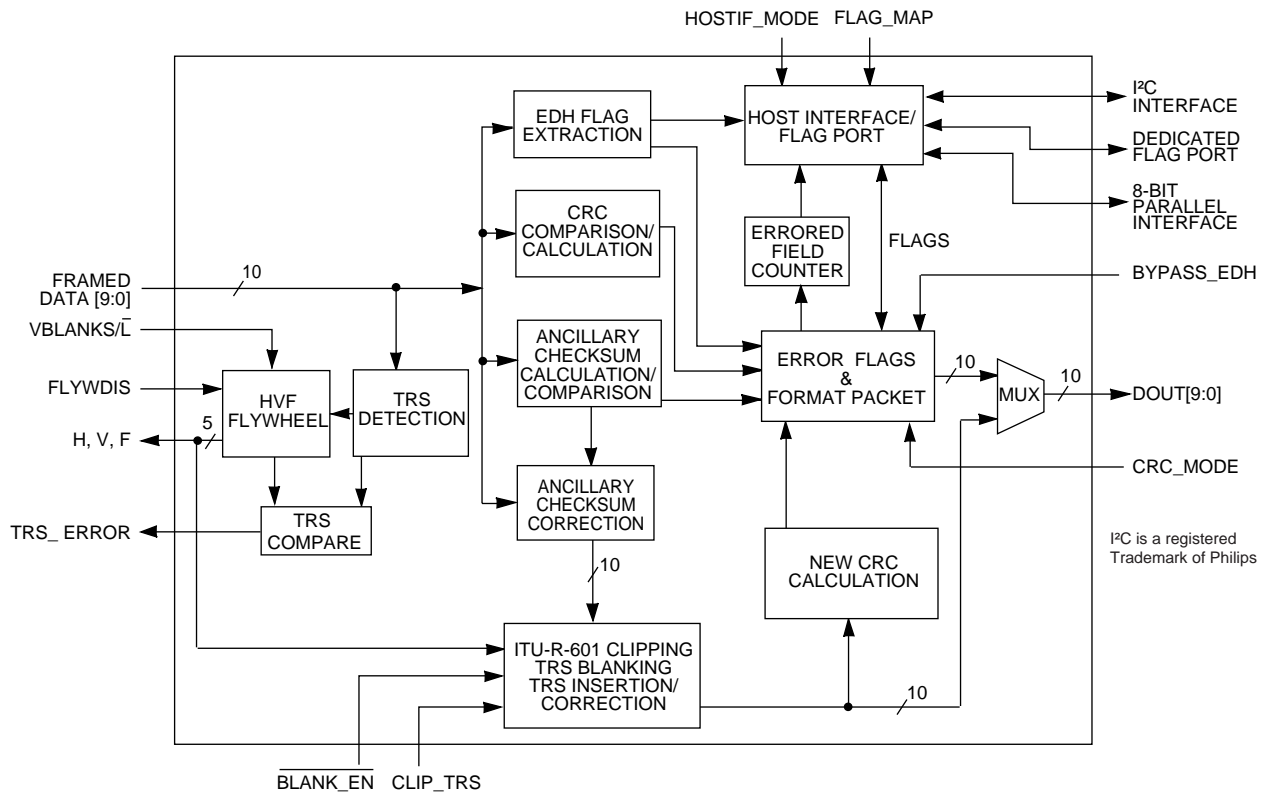 HOSTIF_MODE
FLAG_MAP
I²C
INTERFACE
DEDICATED
FLAG PORT
8-BIT
PARALLEL
INTERFACE
HOST INTERFACE/
FLAG PORT
EDH FLAG
EXTRACTION
CRC
COMPARISON/
CALCULATION
ERRORED
FIELD
COUNTER
FLAGS
BYPASS_EDH
FRAMED
DATA [9:0]
10
VBLANKS/L̅
FLYWDIS
H, V, F
5
HVF
FLYWHEEL
TRS
DETECTION
ANCILLARY
CHECKSUM
CALCULATION/
COMPARISON
ERROR FLAGS
&
FORMAT PACKET
10
MUX
10
DOUT[9:0]
CRC_MODE
TRS_ ERROR
TRS
COMPARE
ANCILLARY
CHECKSUM
CORRECTION
10
NEW CRC
CALCULATION
I²C is a registered
Trademark of Philips
ITU-R-601 CLIPPING
TRS BLANKING
TRS INSERTION/
CORRECTION
10
B̅L̅A̅N̅K̅_̅E̅N̅
CLIP_TRS